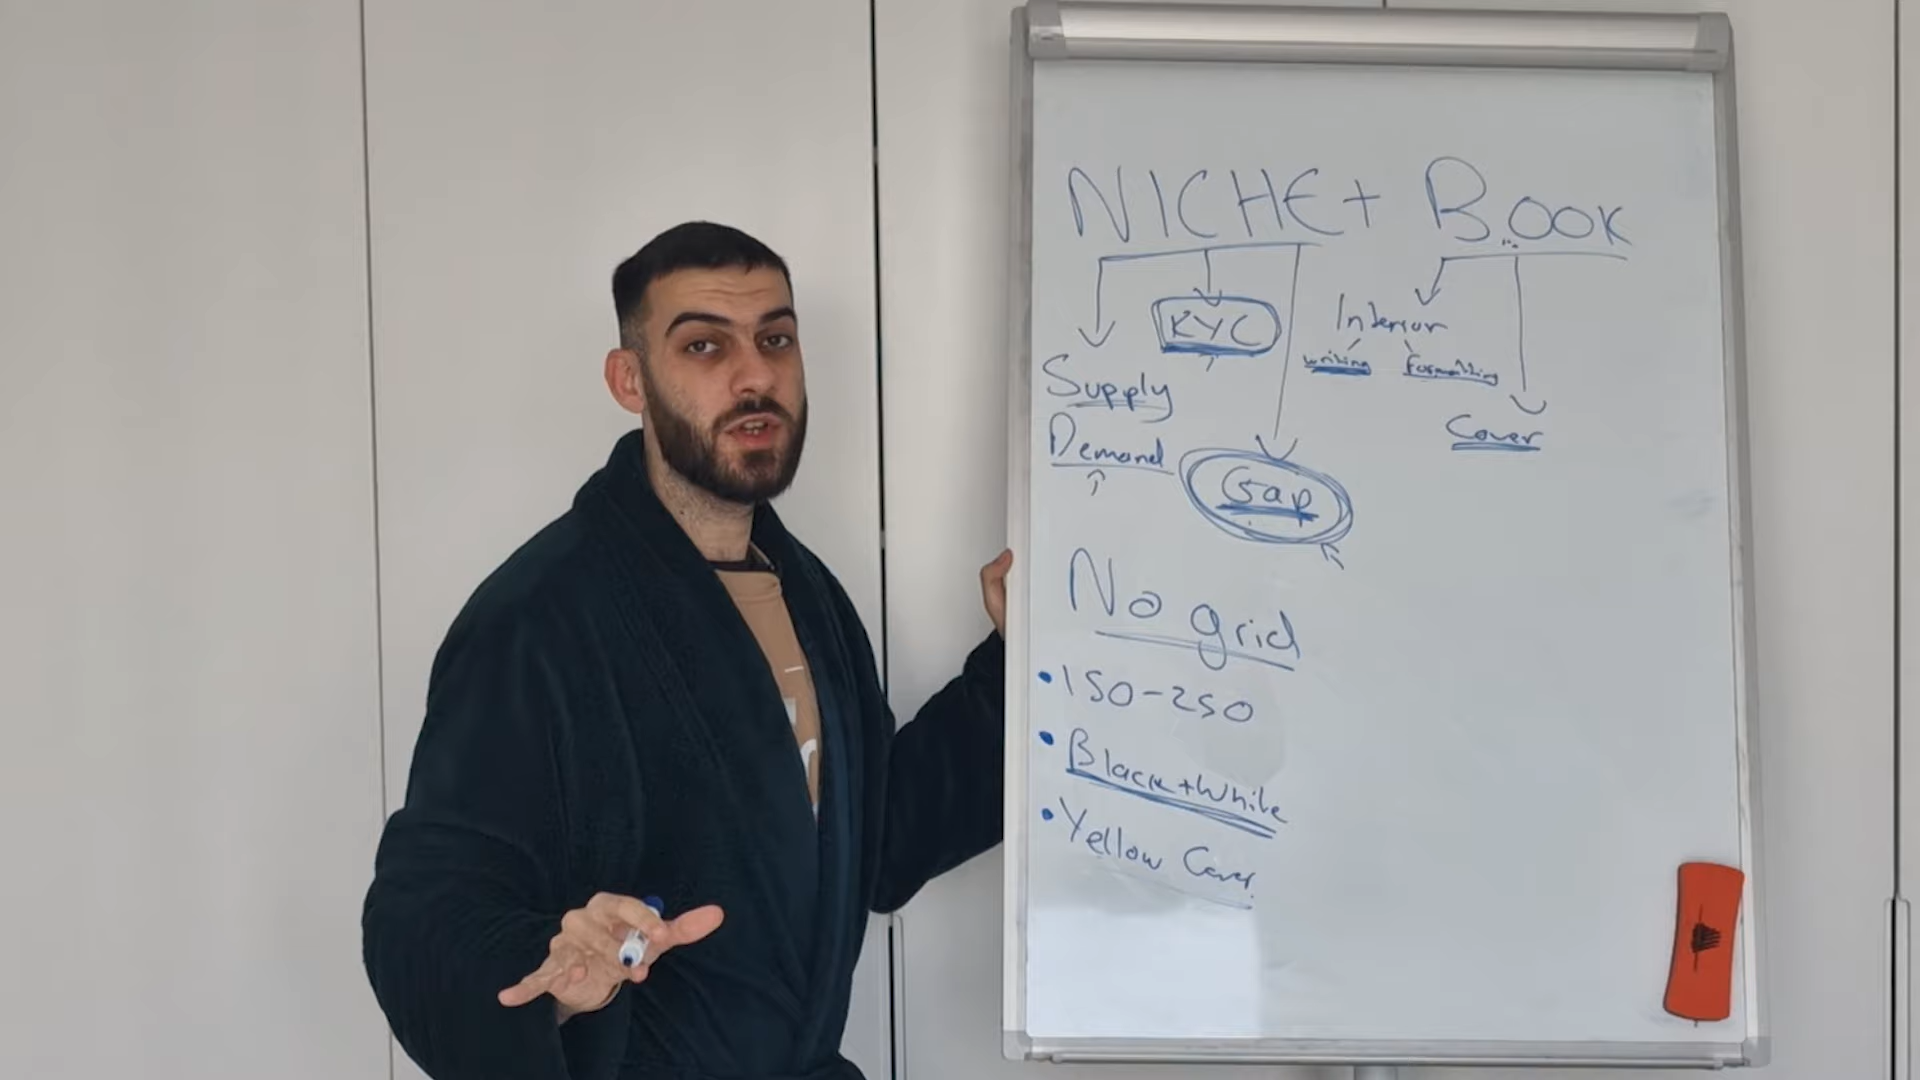 NICHE + BOOK
KYC
Interior
writing
Formatting
Supply
Demand
Cover
Gap
No grid
• 150-250
• Black + White
• Yellow Cover